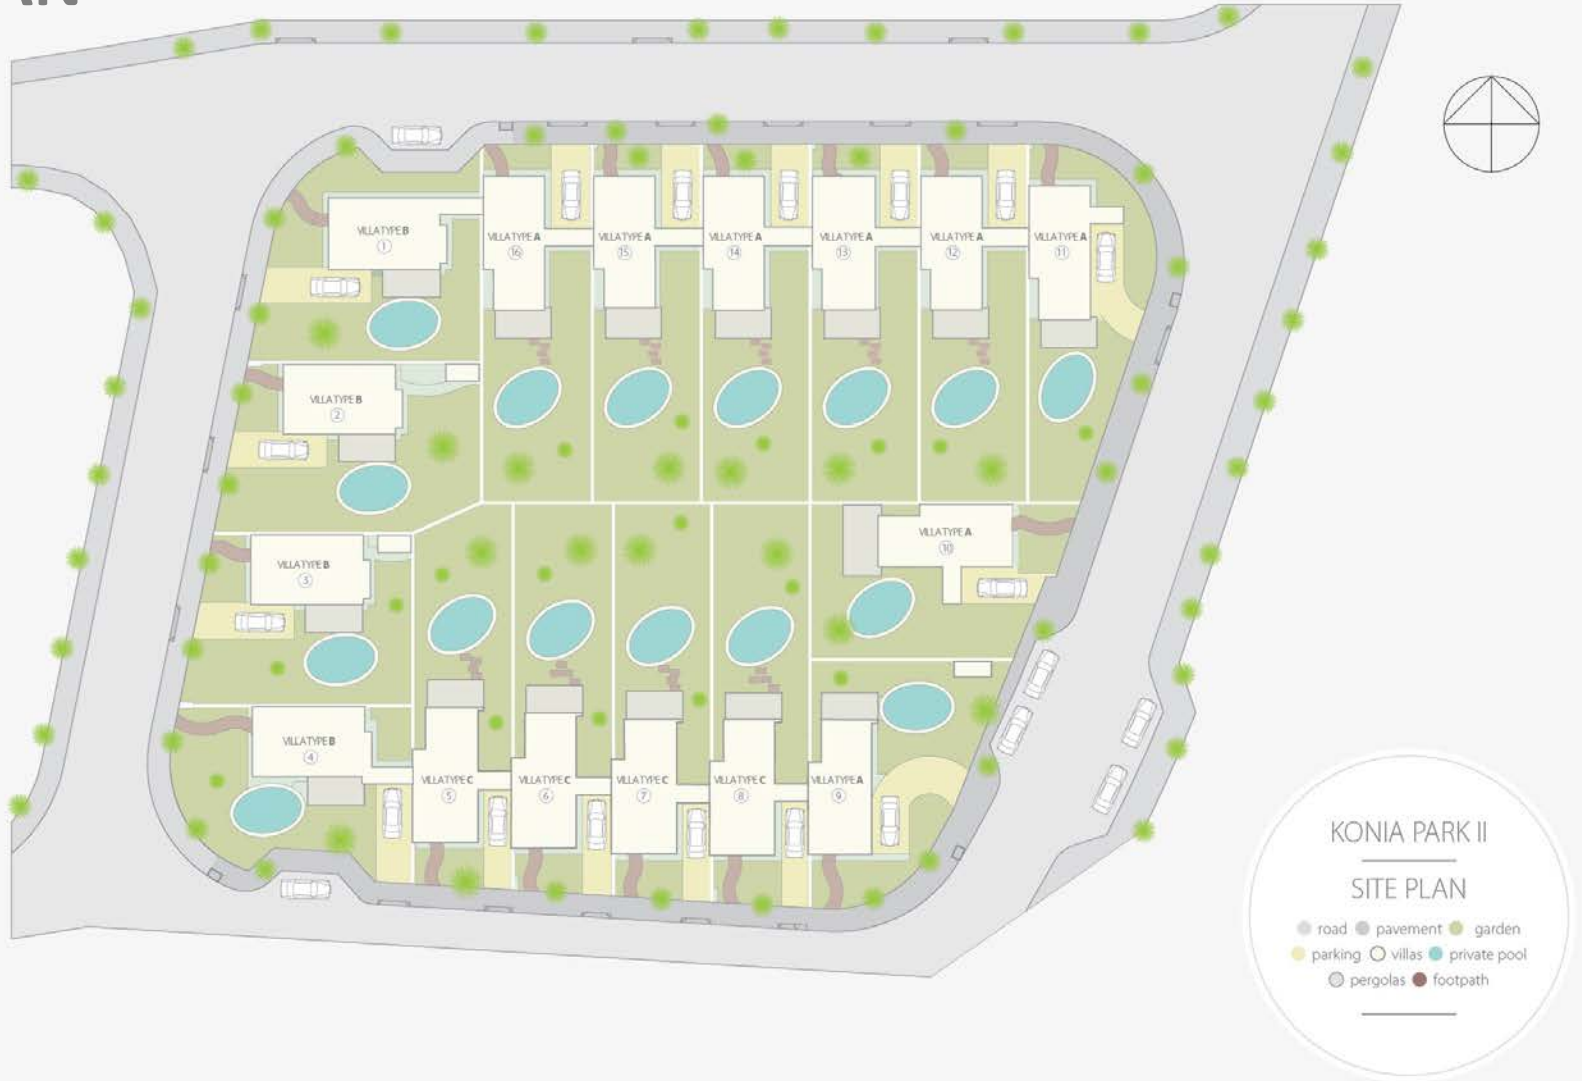 VILLA TYPE B
1
VILLA TYPE A
16
VILLA TYPE A
15
VILLA TYPE A
14
VILLA TYPE A
13
VILLA TYPE A
12
VILLA TYPE A
11
VILLA TYPE B
2
VILLA TYPE B
3
VILLA TYPE A
10
VILLA TYPE B
4
VILLA TYPE C
5
VILLA TYPE C
6
VILLA TYPE C
7
VILLA TYPE C
8
VILLA TYPE A
9
KONIA PARK II
SITE PLAN
road pavement garden
parking villas private pool
pergolas footpath